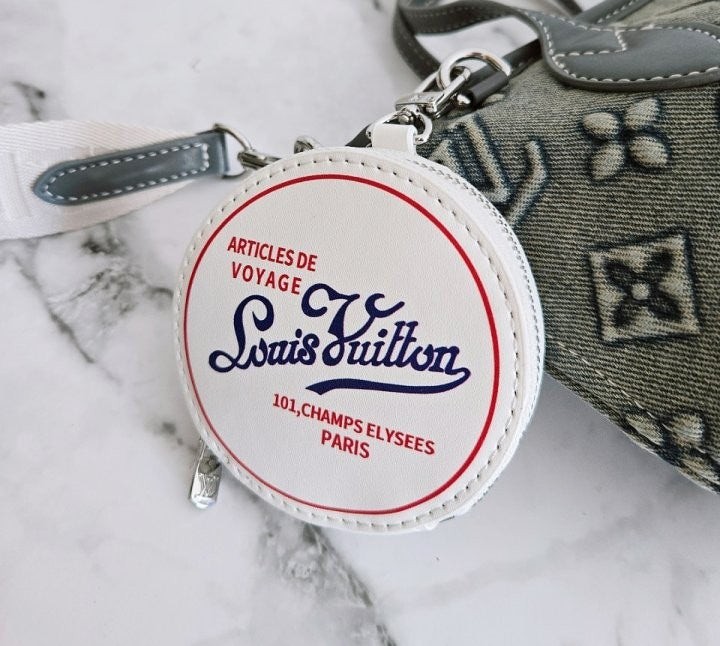 ARTICLES DE
VOYAGE
Louis Vuitton
101,CHAMPS ELYSEES
PARIS